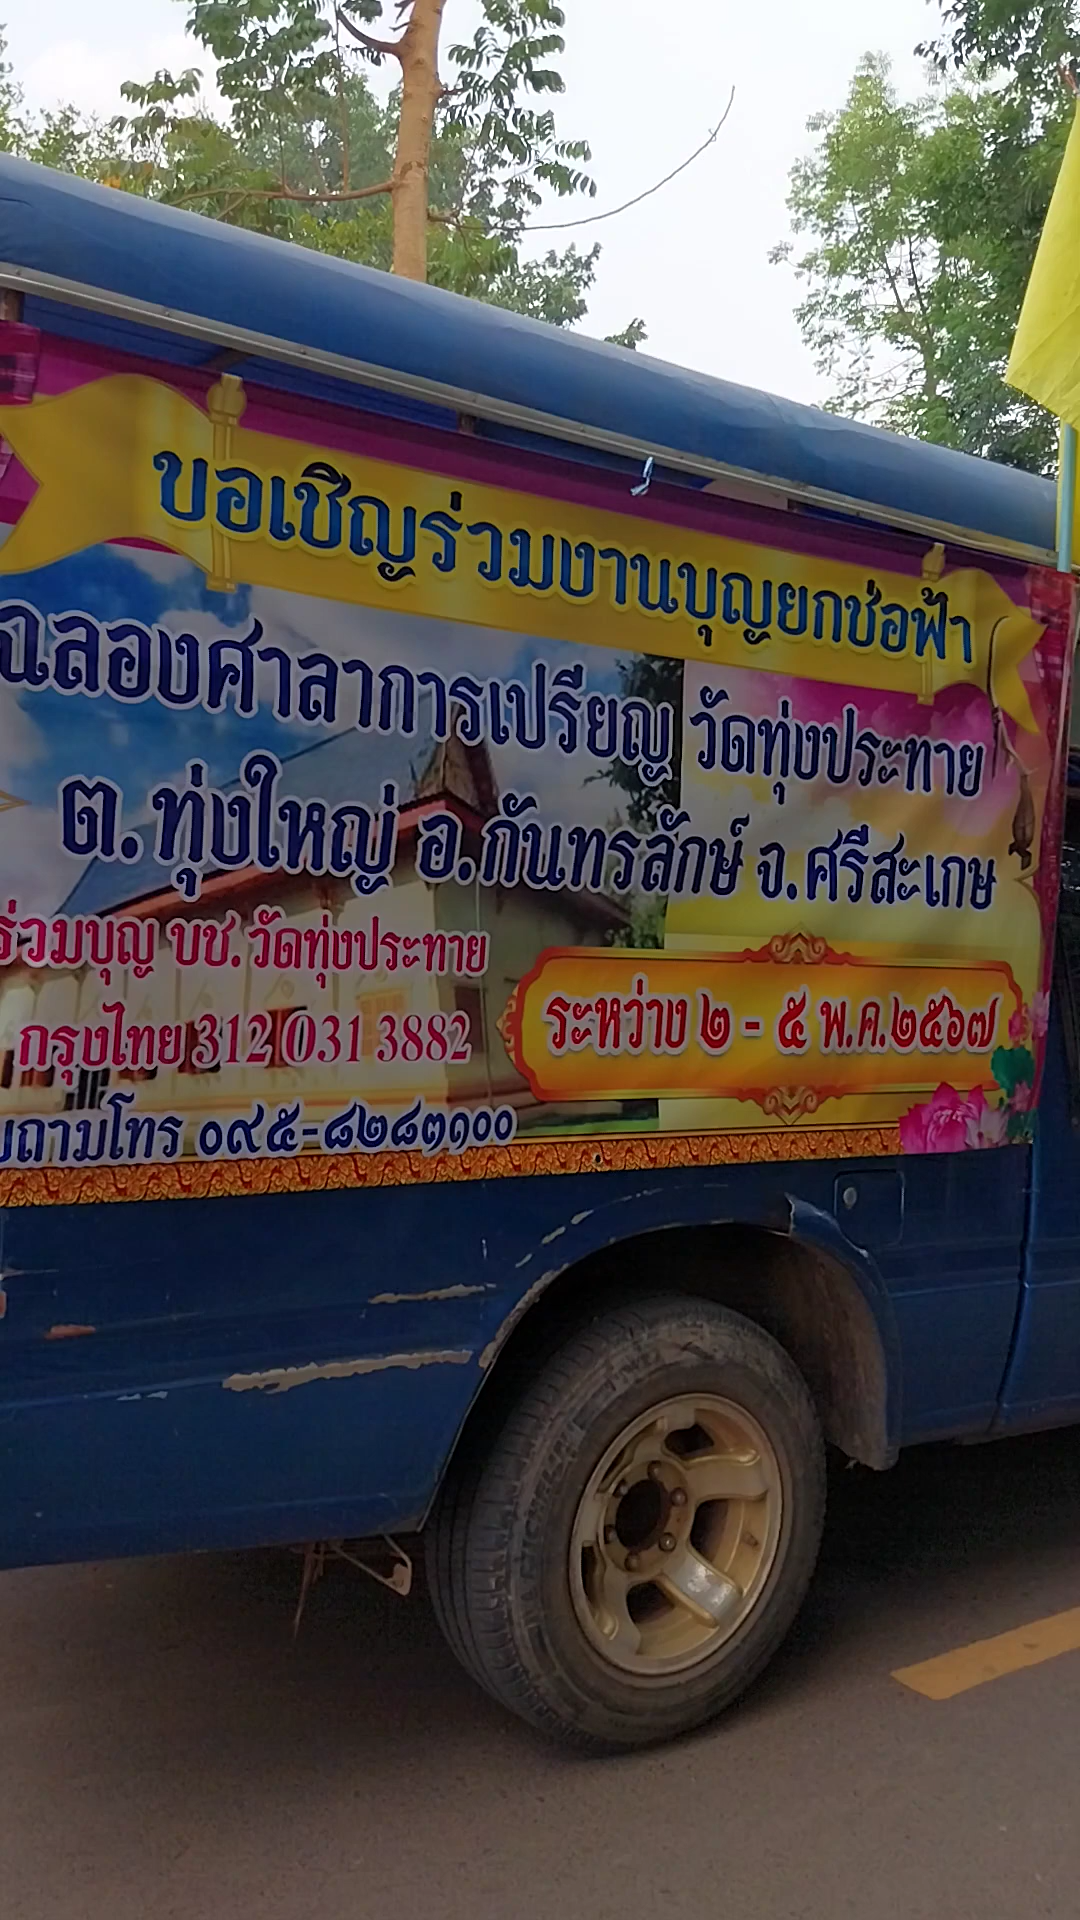 ขอเชิญร่วมงานบุญยกช่อฟ้า
ฉลองศาลาการเปรียญ วัดทุ่งประทาย
ต.ทุ่งใหญ่ อ.กันทรลักษ์ จ.ศรีสะเกษ
ร่วมบุญ บช.วัดทุ่งประทาย
กรุงไทย 312 031 3882
ระหว่าง ๒ - ๕ พ.ค.๒๕๖๗
ถามโทร ๐๙๕-๘๒๘๓๑๐๐